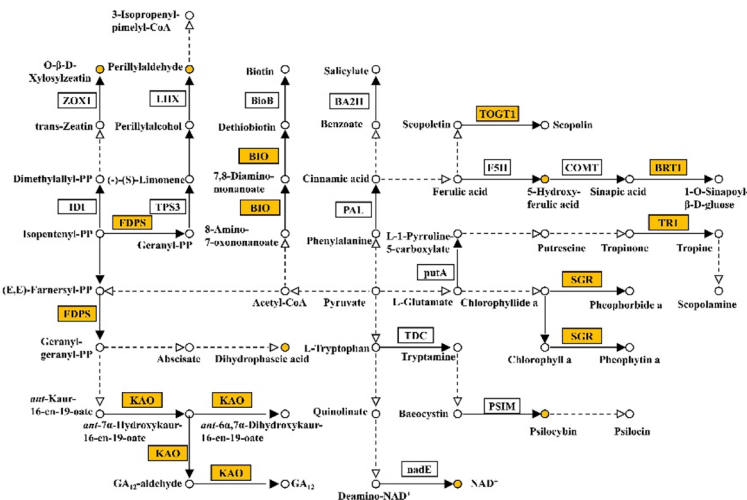 3-Isopropenyl-
pimelyl-CoA
O-β-D-
Xylosylzeatin
Perillylaldehyde
Biotin
Salicylate
ZOX1
LHX
BioB
BA2H
TOGT1
trans-Zeatin
Perillylalcohol
Dethiobiotin
Benzoate
Scopoletin
Scopolin
BIO
F5H
COMT
BRT1
Dimethylallyl-PP
(-)-(S)-Limonene
7,8-Diamino-
monanoate
Cinnamic acid
Ferulic acid
5-Hydroxy-
ferulic acid
Sinapic acid
1-O-Sinapoyl-
β-D-gluose
IDI
TPS3
BIO
PAL
FDPS
TR1
Isopentenyl-PP
Geranyl-PP
8-Amino-
7-oxononanoate
Phenylalanine
L-1-Pyrroline-
5-carboxylate
Putrescine
Tropinone
Tropine
putA
SGR
(E,E)-Farnersyl-PP
Acetyl-CoA
Pyruvate
L-Glutamate
Chlorophyllide a
Pheophorbide a
Scopolamine
FDPS
TDC
SGR
Geranyl-
geranyl-PP
Abscisate
Dihydrophaseic acid
L-Tryptophan
Tryptamine
Chlorophyll a
Pheophytin a
KAO
KAO
PSIM
ant-Kaur-
16-en-19-oate
ant-7α-Hydroxykaur-
16-en-19-oate
ant-6α,7α-Dihydroxykaur-
16-en-19-oate
Quinolinate
Baeocystin
Psilocybin
Psilocin
KAO
KAO
nadE
GA12-aldehyde
GA12
Deamino-NAD+
NAD+